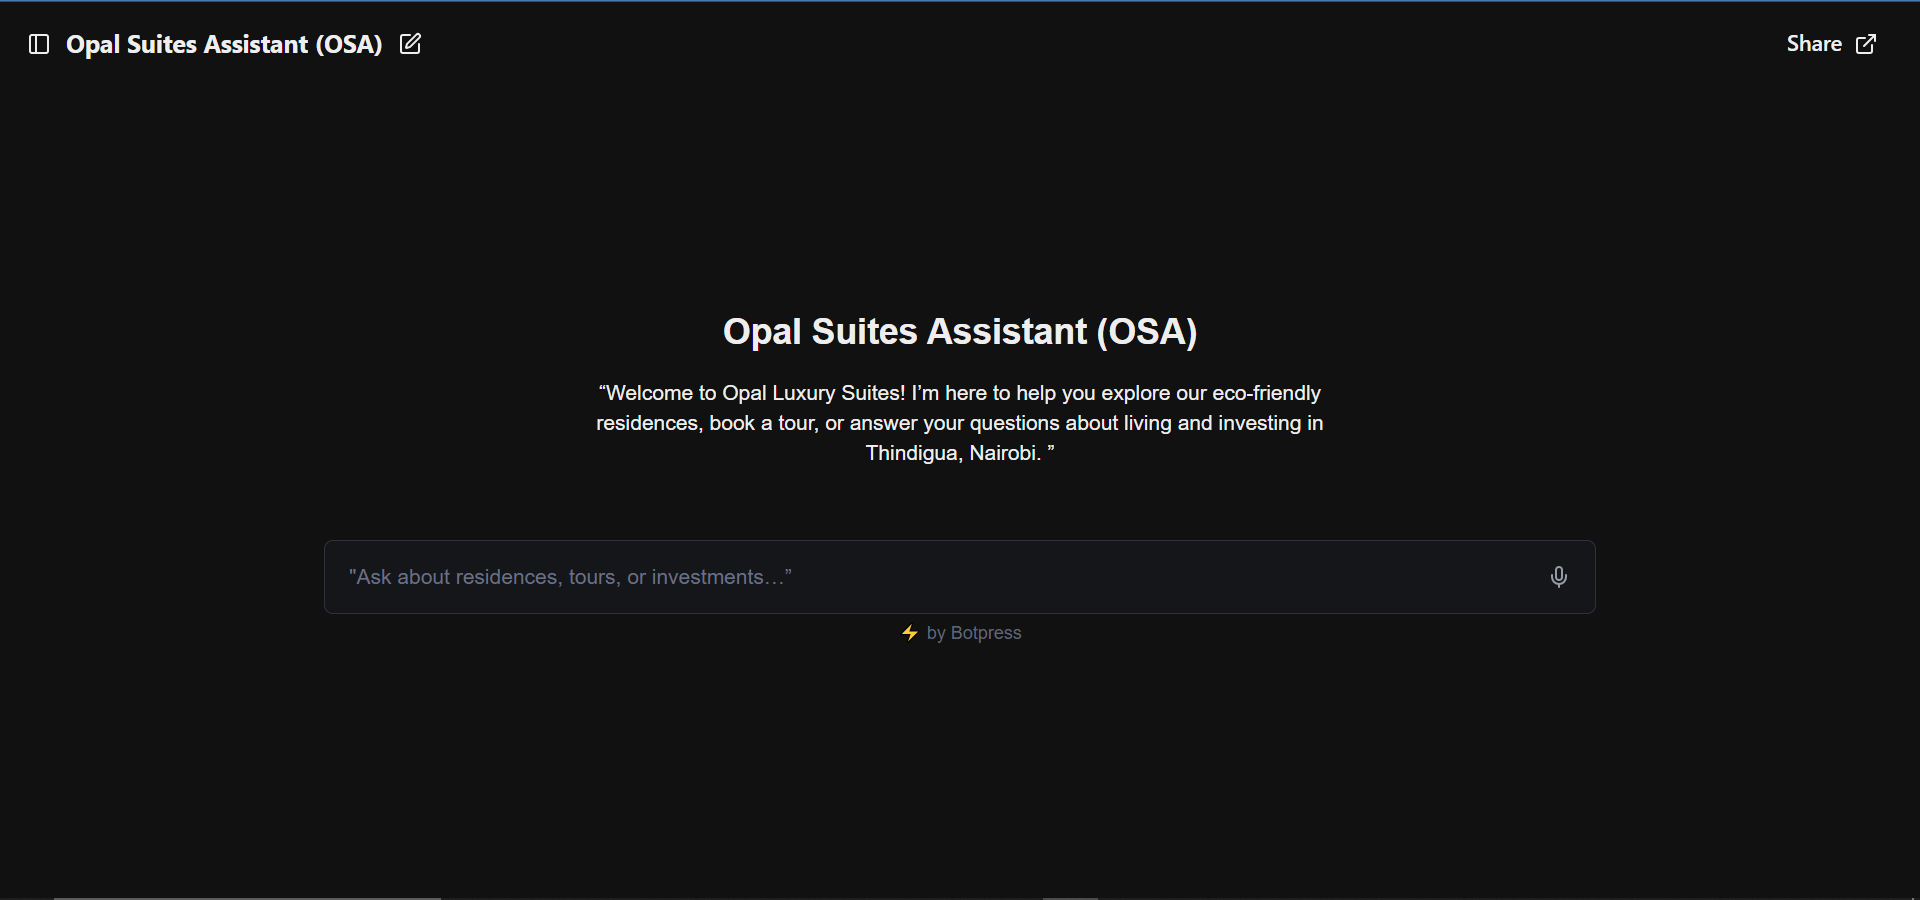 Opal Suites Assistant (OSA)
Share
Opal Suites Assistant (OSA)
“Welcome to Opal Luxury Suites! I’m here to help you explore our eco-friendly
residences, book a tour, or answer your questions about living and investing in
Thindigua, Nairobi. ”
"Ask about residences, tours, or investments…”
⚡ by Botpress